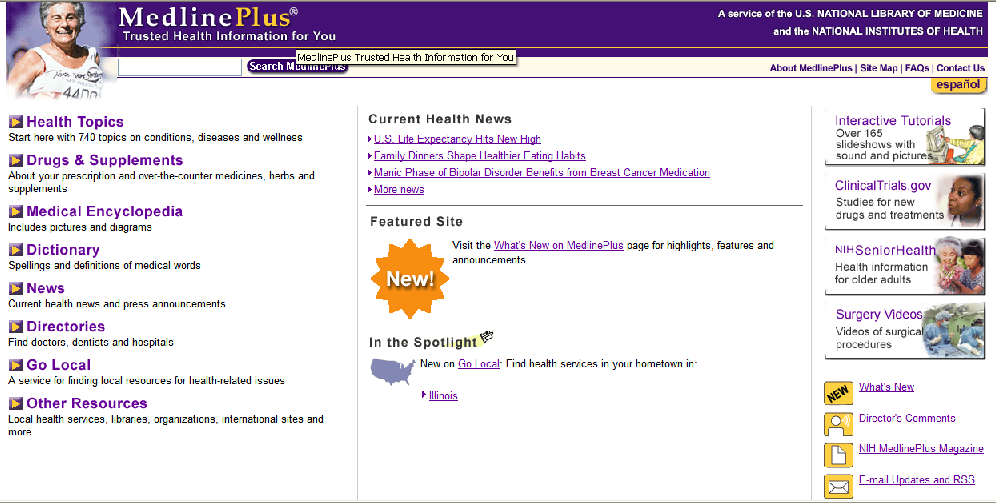 MedlinePlus®
Trusted Health Information for You
A service of the U.S. NATIONAL LIBRARY OF MEDICINE
and the NATIONAL INSTITUTES OF HEALTH
MedlinePlus Trusted Health Information for You
Search MedlinePlus
About MedlinePlus | Site Map | FAQs | Contact Us
español
Health Topics
Start here with 740 topics on conditions, diseases and wellness
Drugs & Supplements
About your prescription and over-the-counter medicines, herbs and
supplements
Medical Encyclopedia
Includes pictures and diagrams
Dictionary
Spellings and definitions of medical words
News
Current health news and press announcements
Directories
Find doctors, dentists and hospitals
Go Local
A service for finding local resources for health-related issues
Other Resources
Local health services, libraries, organizations, international sites and
more
Current Health News
U.S. Life Expectancy Hits New High
Family Dinners Shape Healthier Eating Habits
Manic Phase of Bipolar Disorder Benefits from Breast Cancer Medication
More news
Featured Site
New!
Visit the What's New on MedlinePlus page for highlights, features and
announcements.
In the Spotlight
New on Go Local: Find health services in your hometown in:
Illinois
Interactive Tutorials
Over 165
slideshows with
sound and pictures
ClinicalTrials.gov
Studies for new
drugs and treatments
NIHSeniorHealth
Health information
for older adults
Surgery Videos
Videos of surgical
procedures
NEW
What's New
Director's Comments
NIH MedlinePlus Magazine
E-mail Updates and RSS